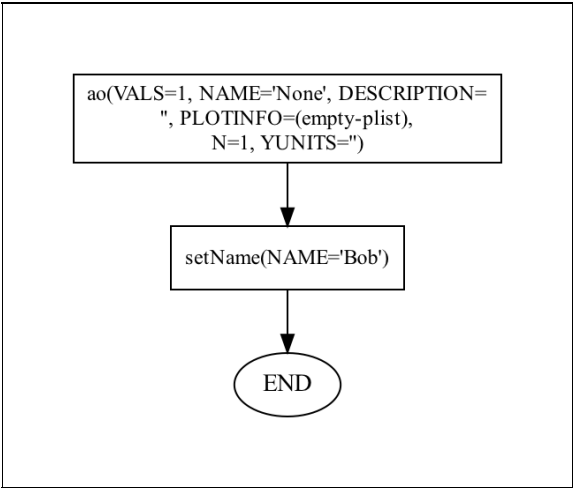 ao(VALS=1, NAME='None', DESCRIPTION=
'', PLOTINFO=(empty-plist),
N=1, YUNITS='')
setName(NAME='Bob')
END